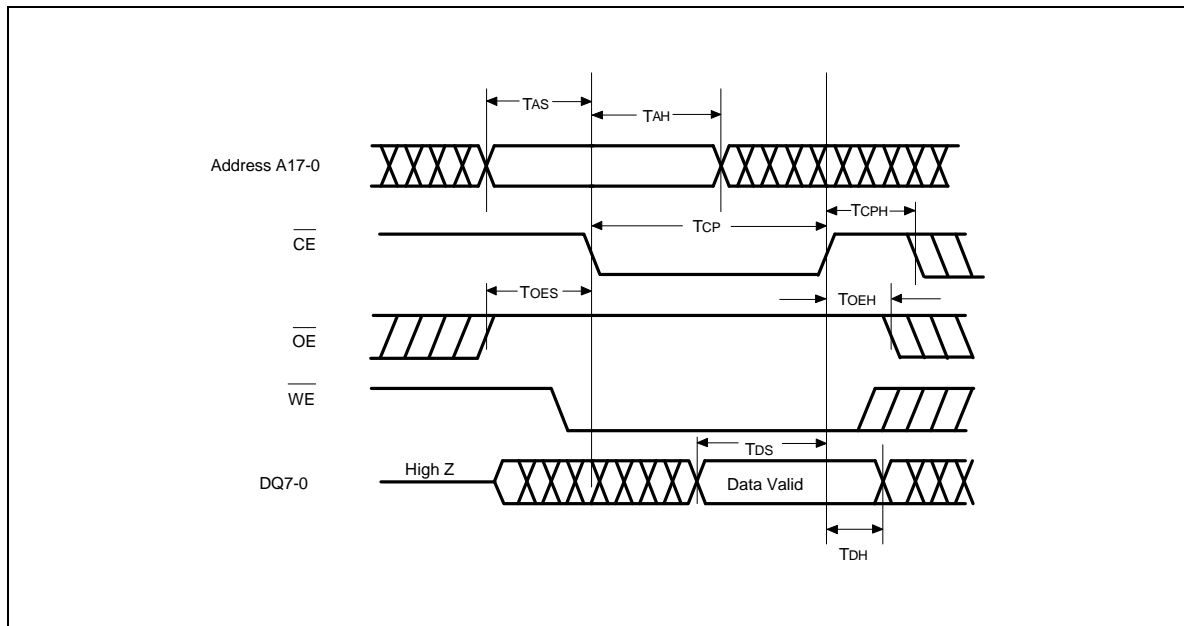 TAS
TAH
Address A17-0
TCPH
TCP
CE
TOES
TOEH
OE
WE
TDS
High Z
DQ7-0
Data Valid
TDH